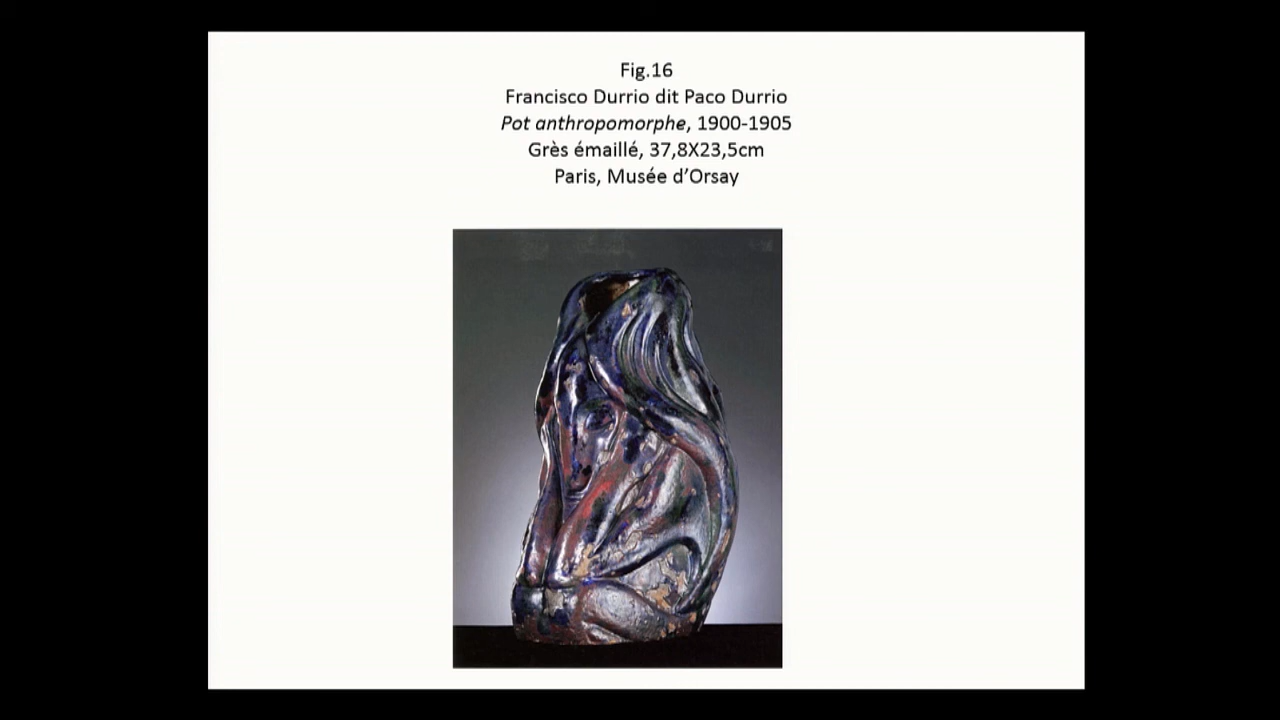 Fig.16
Francisco Durrio dit Paco Durrio
Pot anthropomorphe, 1900-1905
Grès émaillé, 37,8X23,5cm
Paris, Musée d’Orsay